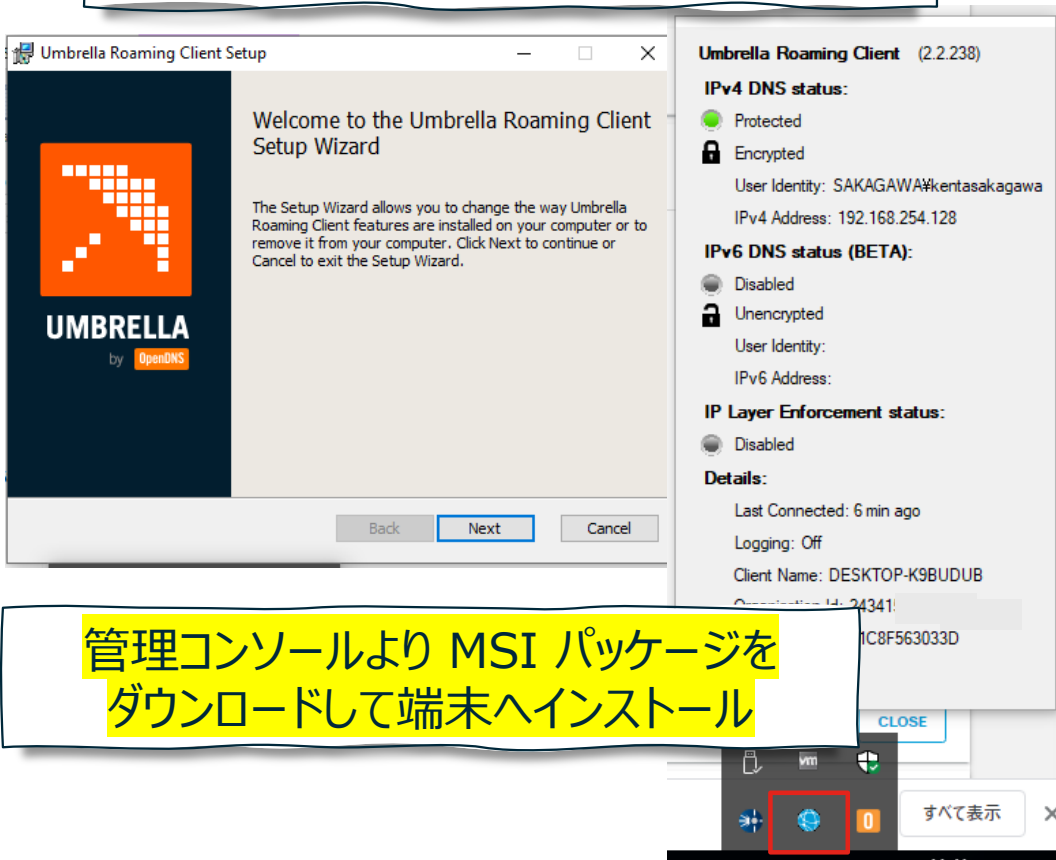 Umbrella Roaming Client Setup
Welcome to the Umbrella Roaming Client
Setup Wizard
The Setup Wizard allows you to change the way Umbrella
Roaming Client features are installed on your computer or to
remove it from your computer. Click Next to continue or
Cancel to exit the Setup Wizard.
UMBRELLA
by OpenDNS
Back Next Cancel
Umbrella Roaming Client (2.2.238)
IPv4 DNS status:
Protected
Encrypted
User Identity: SAKAGAWA¥kentasakagawa
IPv4 Address: 192.168.254.128
IPv6 DNS status (BETA):
Disabled
Unencrypted
User Identity:
IPv6 Address:
IP Layer Enforcement status:
Disabled
Details:
Last Connected: 6 min ago
Logging: Off
Client Name: DESKTOP-K9BUDUB
1C8F563033D
管理コンソールより MSI パッケージを
ダウンロードして端末へインストール
CLOSE
vm
すべて表示